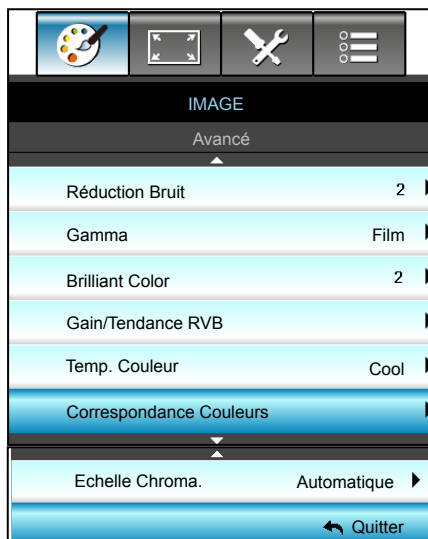 IMAGE
Avancé
Réduction Bruit 2
Gamma Film
Brilliant Color 2
Gain/Tendance RVB
Temp. Couleur Cool
Correspondance Couleurs
Echelle Chroma. Automatique
Quitter